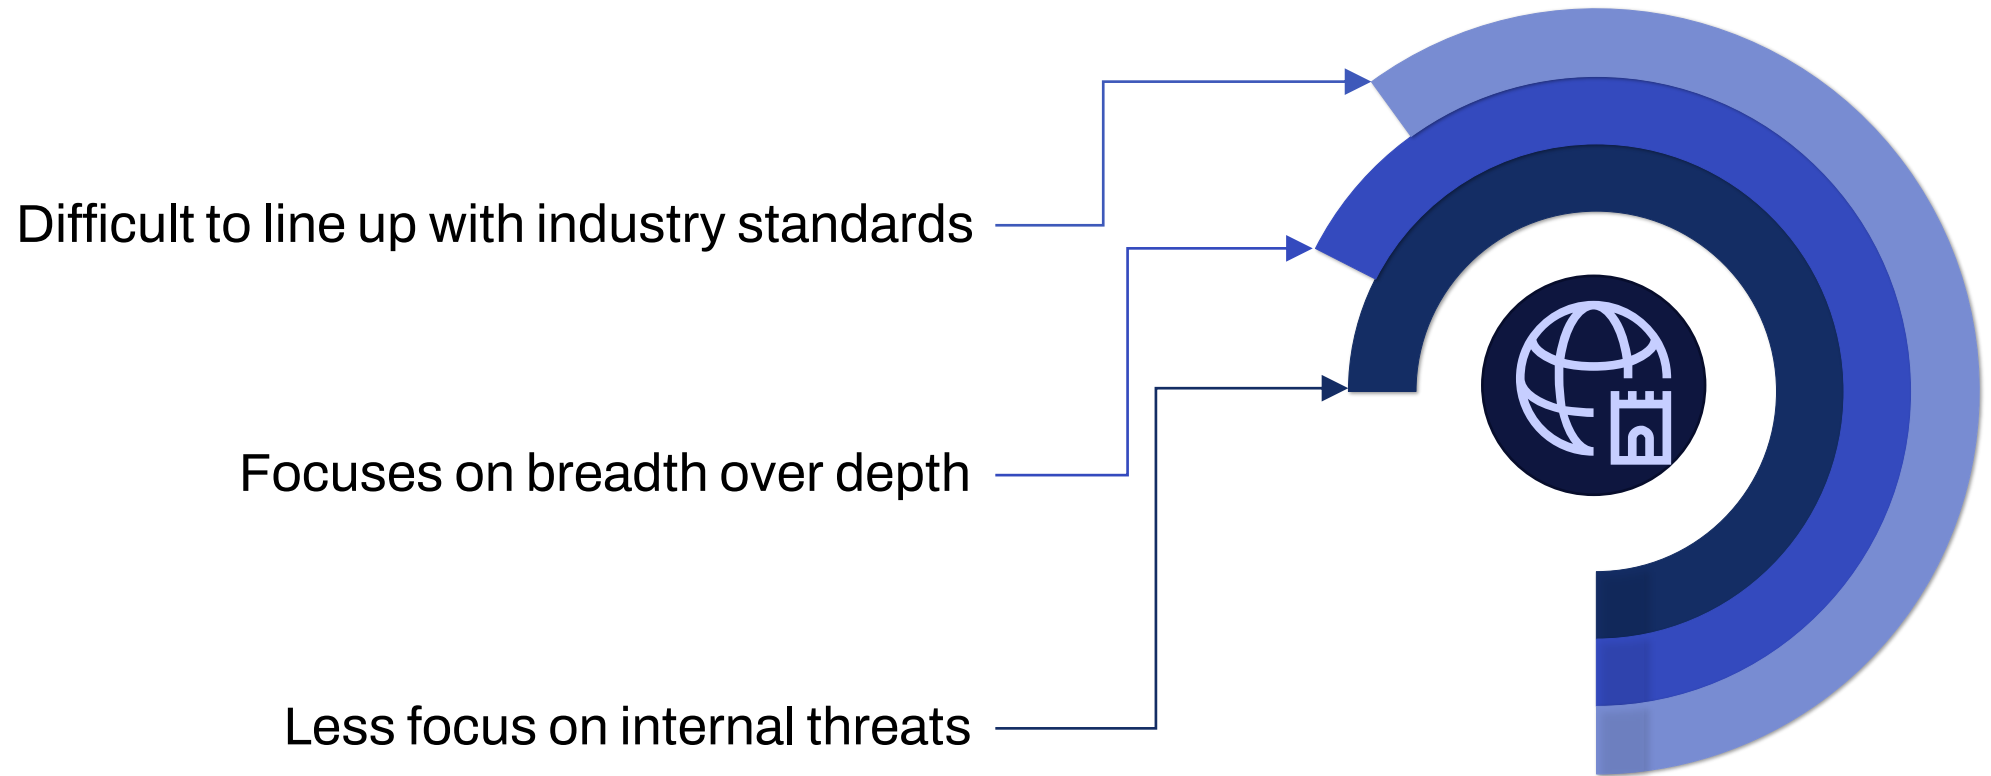 Difficult to line up with industry standards
Focuses on breadth over depth
Less focus on internal threats